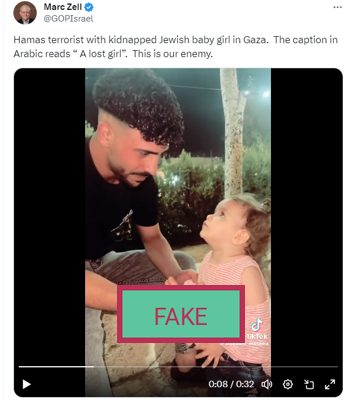 Marc Zell
@GOPIsrael
Hamas terrorist with kidnapped Jewish baby girl in Gaza. The caption in
Arabic reads “ A lost girl”. This is our enemy.
FAKE
TikTok
0:08 / 0:32